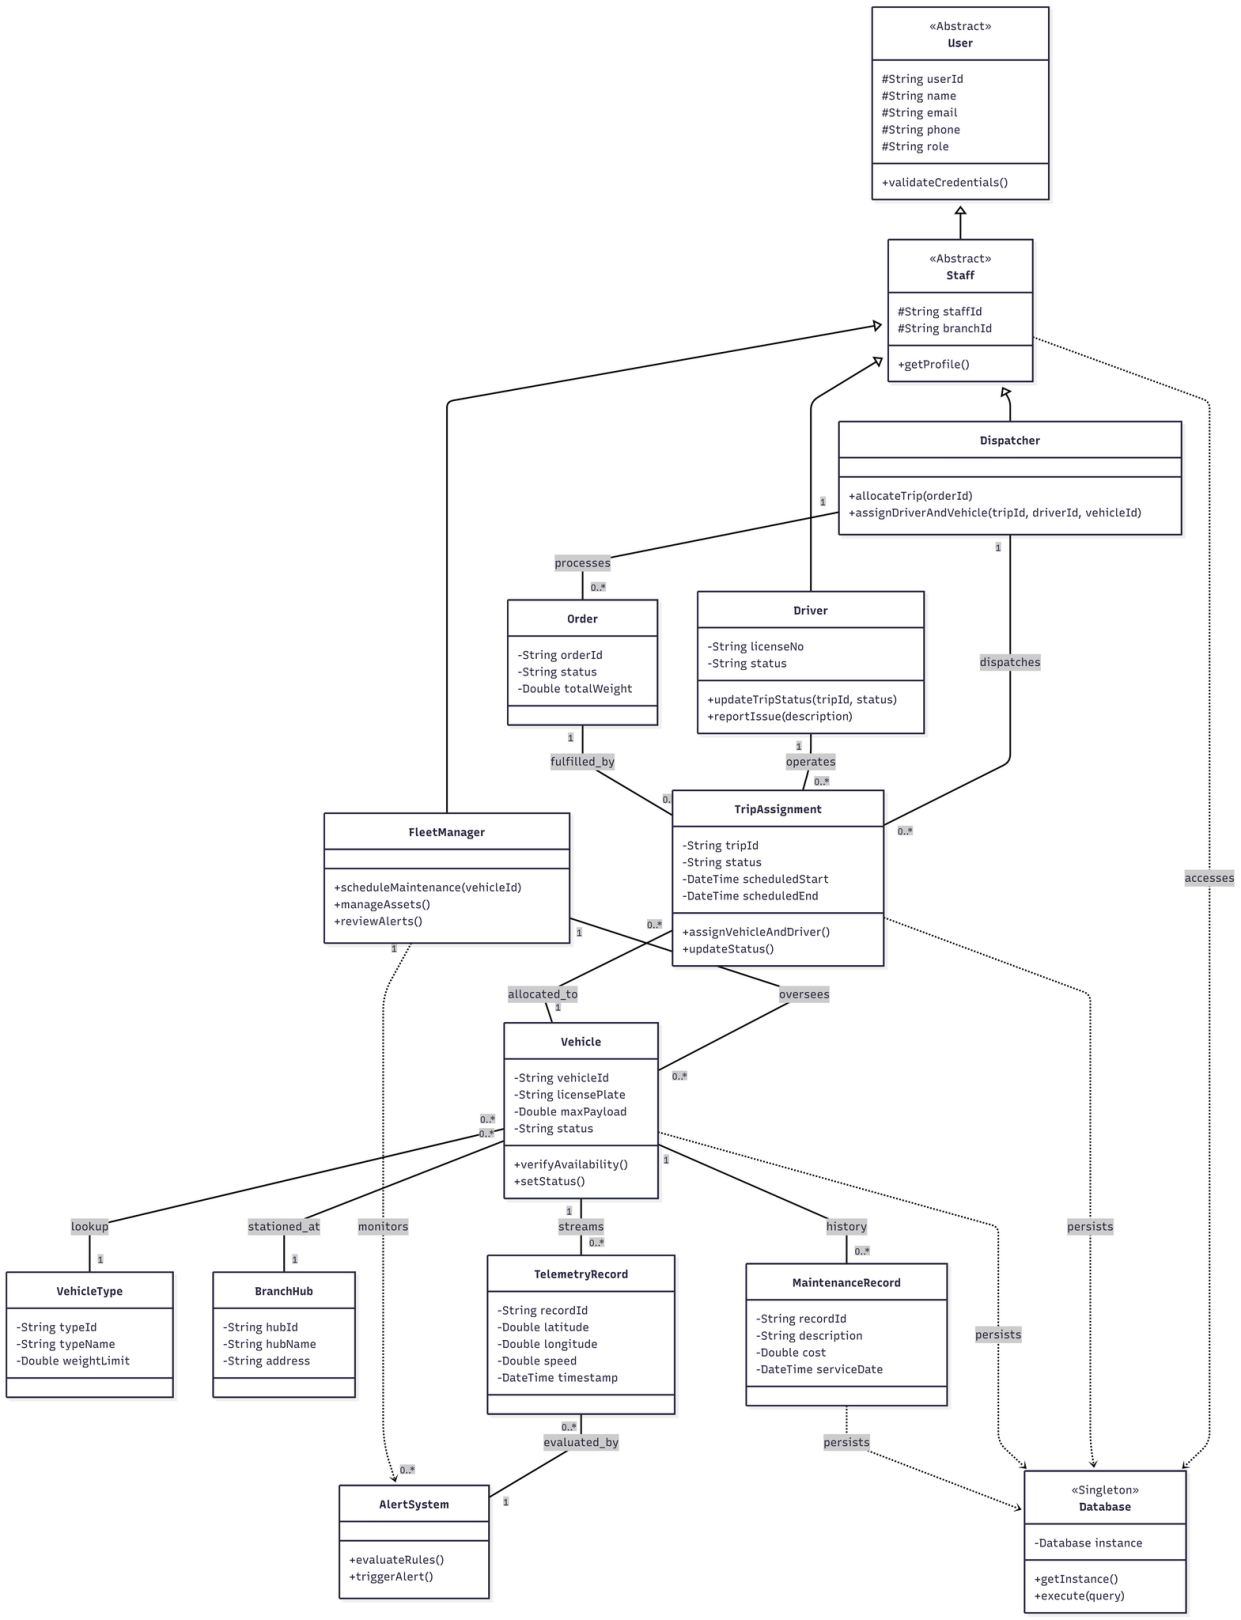 «Abstract»
User
#String userId
#String name
#String email
#String phone
#String role
+validateCredentials()
«Abstract»
Staff
#String staffId
#String branchId
+getProfile()
Dispatcher
+allocateTrip(orderId)
+assignDriverAndVehicle(tripId, driverId, vehicleId)
1
1
processes
0..*
Order
-String orderId
-String status
-Double totalWeight
Driver
-String licenseNo
-String status
+updateTripStatus(tripId, status)
+reportIssue(description)
dispatches
1
fulfilled_by
0.
1
operates
0..*
0..*
TripAssignment
-String tripId
-String status
-DateTime scheduledStart
-DateTime scheduledEnd
+assignVehicleAndDriver()
+updateStatus()
FleetManager
+scheduleMaintenance(vehicleId)
+manageAssets()
+reviewAlerts()
accesses
1
1
0..*
allocated_to
1
oversees
0..*
Vehicle
-String vehicleId
-String licensePlate
-Double maxPayload
-String status
+verifyAvailability()
+setStatus()
0..*
0..*
1
1
lookup
stationed_at
monitors
streams
history
persists
1
1
0..*
0..*
VehicleType
-String typeId
-String typeName
-Double weightLimit
BranchHub
-String hubId
-String hubName
-String address
TelemetryRecord
-String recordId
-Double latitude
-Double longitude
-Double speed
-DateTime timestamp
MaintenanceRecord
-String recordId
-String description
-Double cost
-DateTime serviceDate
persists
0..*
evaluated_by
persists
0..*
1
AlertSystem
+evaluateRules()
+triggerAlert()
«Singleton»
Database
-Database instance
+getInstance()
+execute(query)